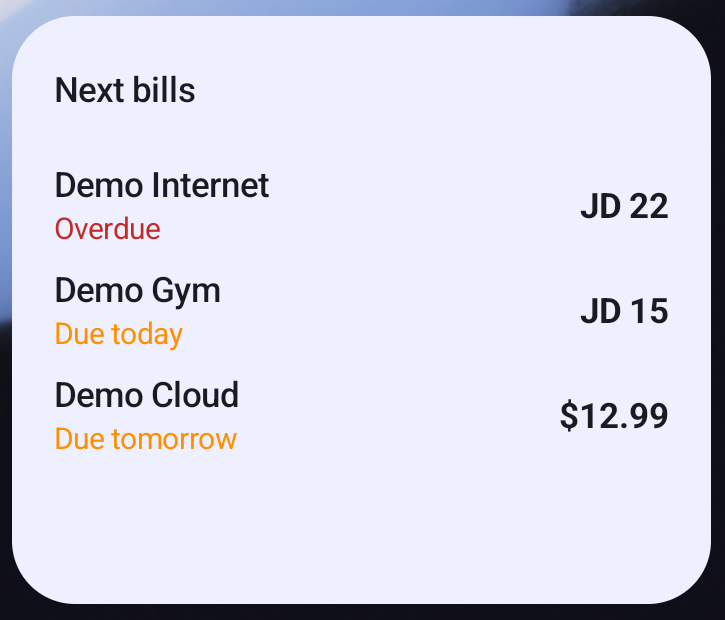 Next bills
Demo Internet
Overdue
JD 22
Demo Gym
Due today
JD 15
Demo Cloud
Due tomorrow
$12.99